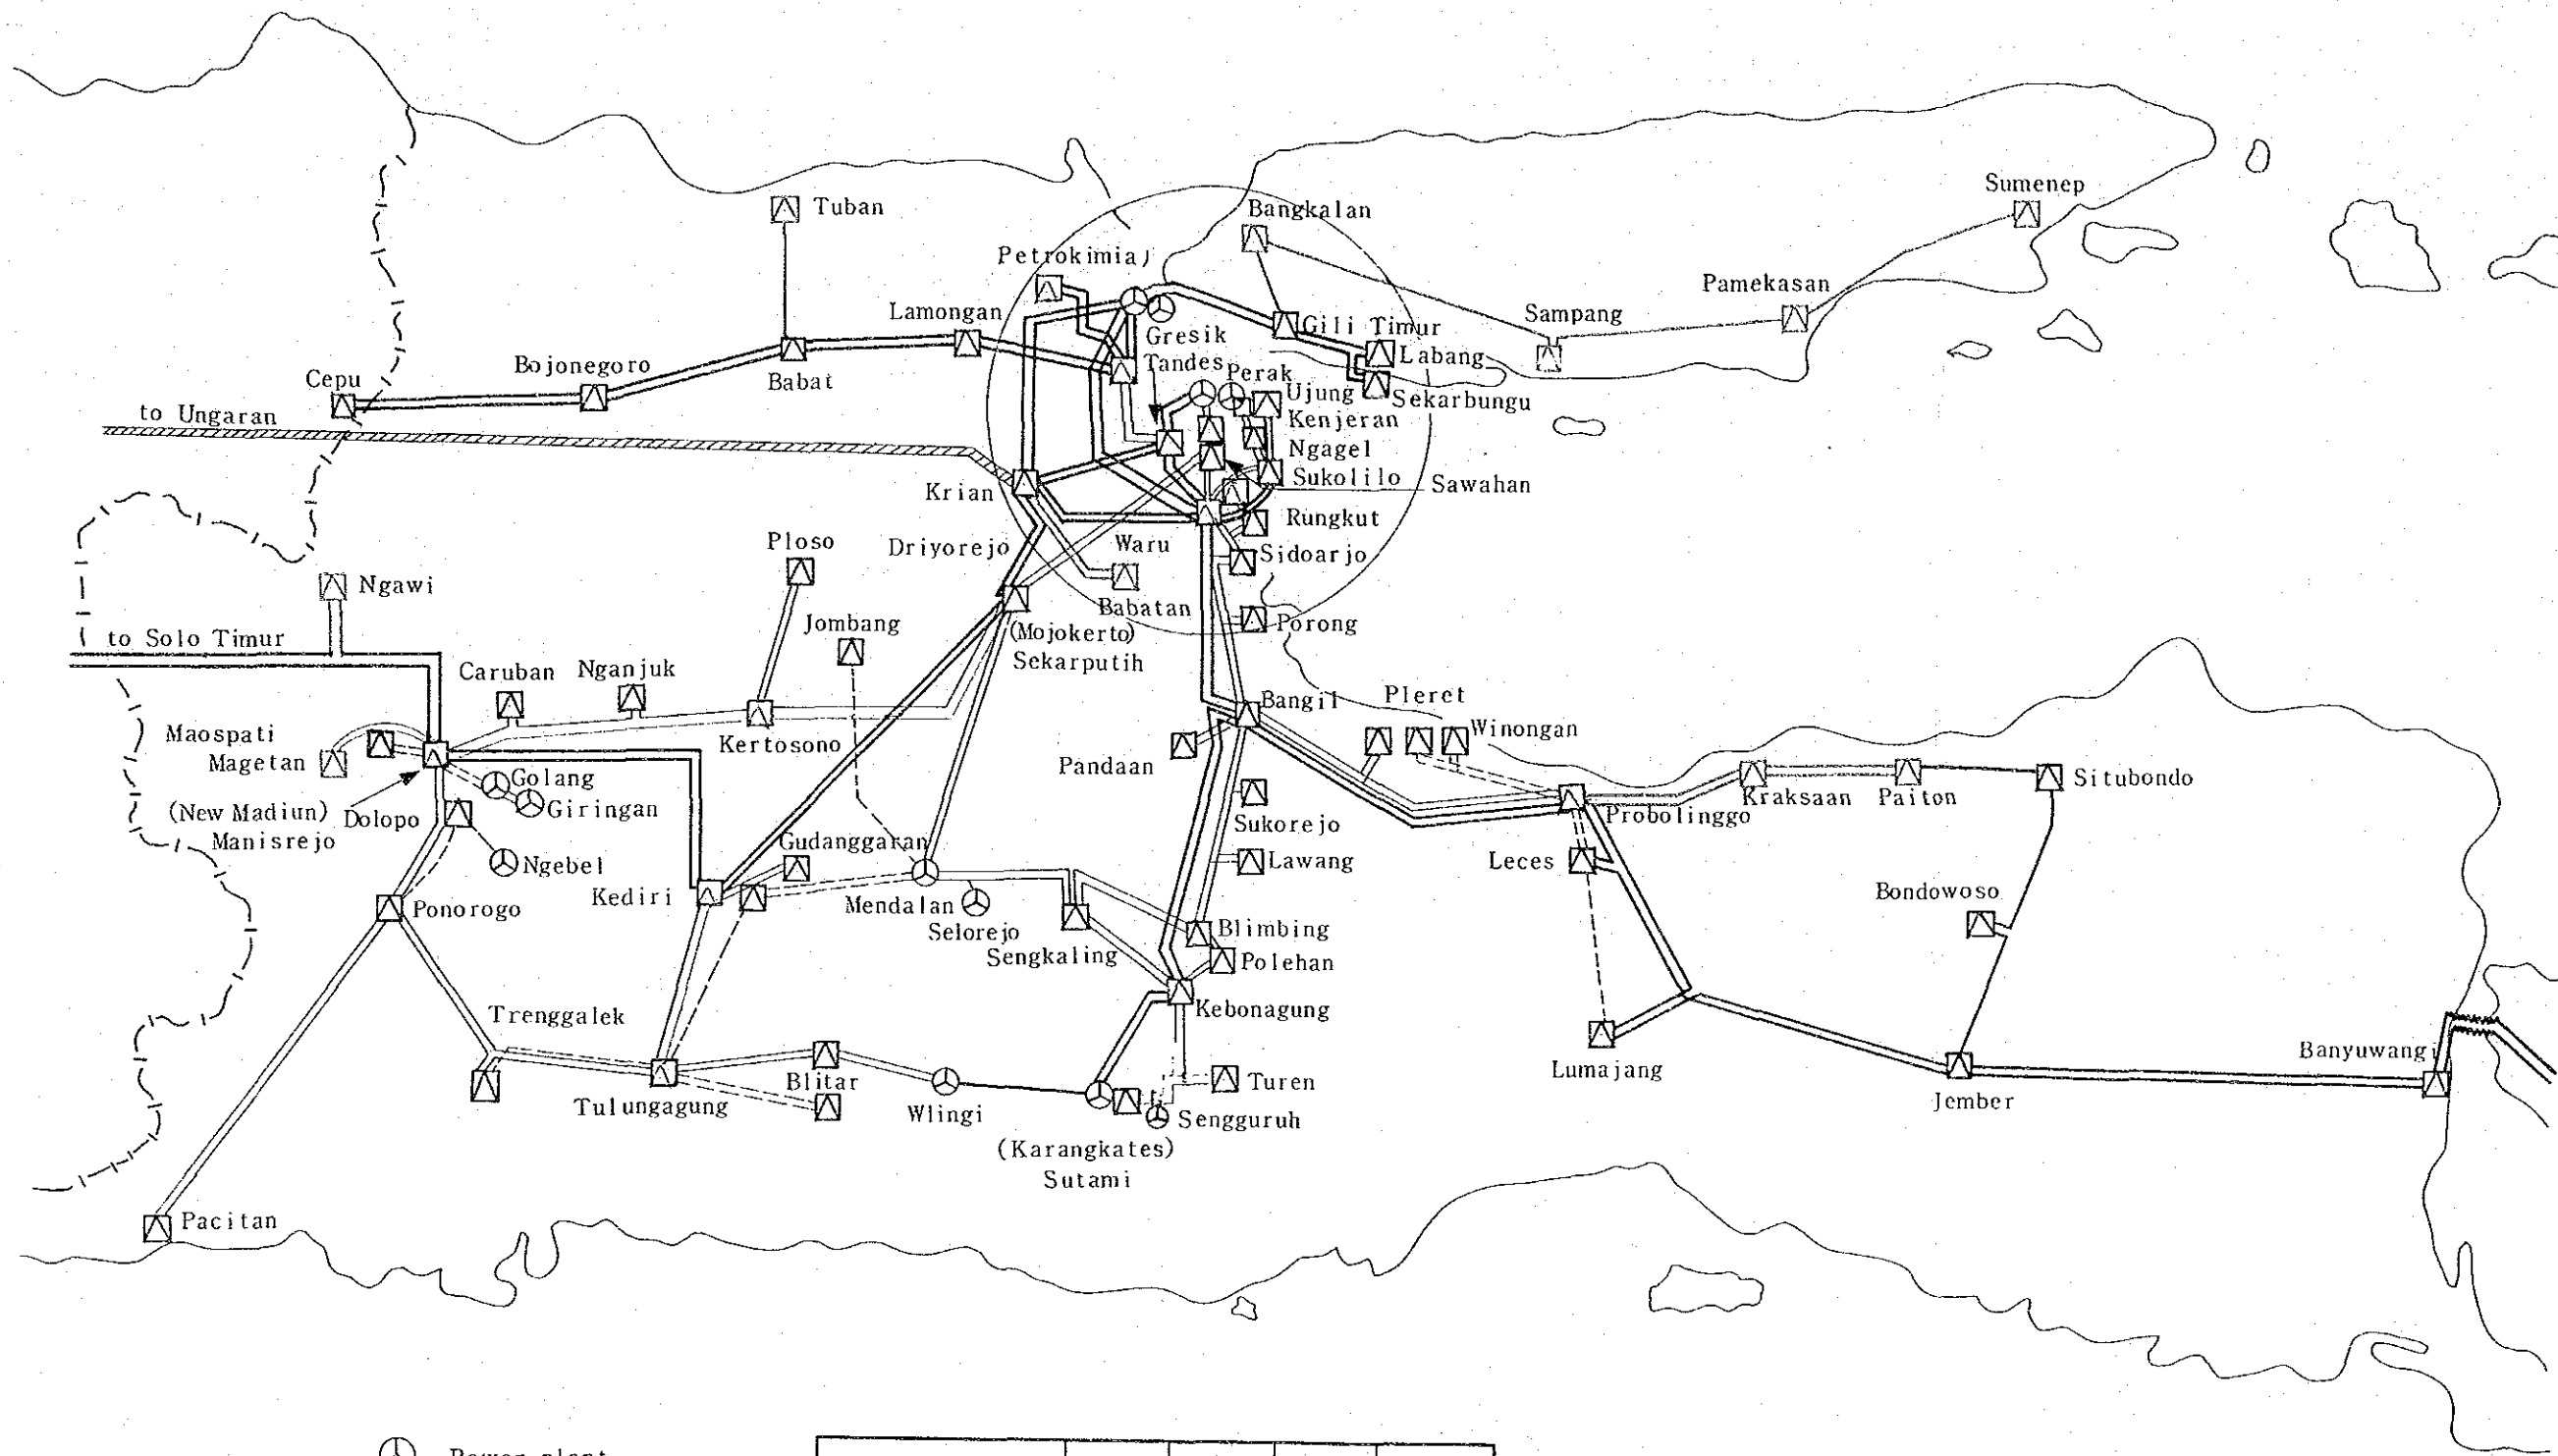 Sumenep
Tuban
Bangkalan
Petrokimia
Pamekasan
Lamongan
Sampang
Gili Timur
Gresik
Bojonegoro
Labang
Tandes
Perak
Cepu
Babat
Ujung
Sekarbungu
to Ungaran
Kenjeran
Ngagel
Krian
Sukolilo
Sawahan
Rungkut
Ploso
Driyorejo
Waru
Sidoarjo
Ngawi
Babatan
Jombang
Porong
to Solo Timur
(Mojokerto)
Sekarputih
Caruban
Nganjuk
Bangil
Pleret
Maospati
Magetan
Kertosono
Winongan
Pandaan
Golang
Giringan
Situbondo
Kraksaan
Paiton
(New Madiun)
Dolopo
Manisrejo
Probolinggo
Sukorejo
Gudanggaran
Ngebel
Lawang
Leces
Kediri
Mendalan
Bondowoso
Ponorogo
Selorejo
Blimbing
Sengkaling
Polehan
Trenggalek
Kebonagung
Banyuwangi
Lumajang
Blitar
Turen
Tulungagung
Wlingi
Sengguruh
Jember
(Karangkates)
Sutami
Pacitan
Power plant